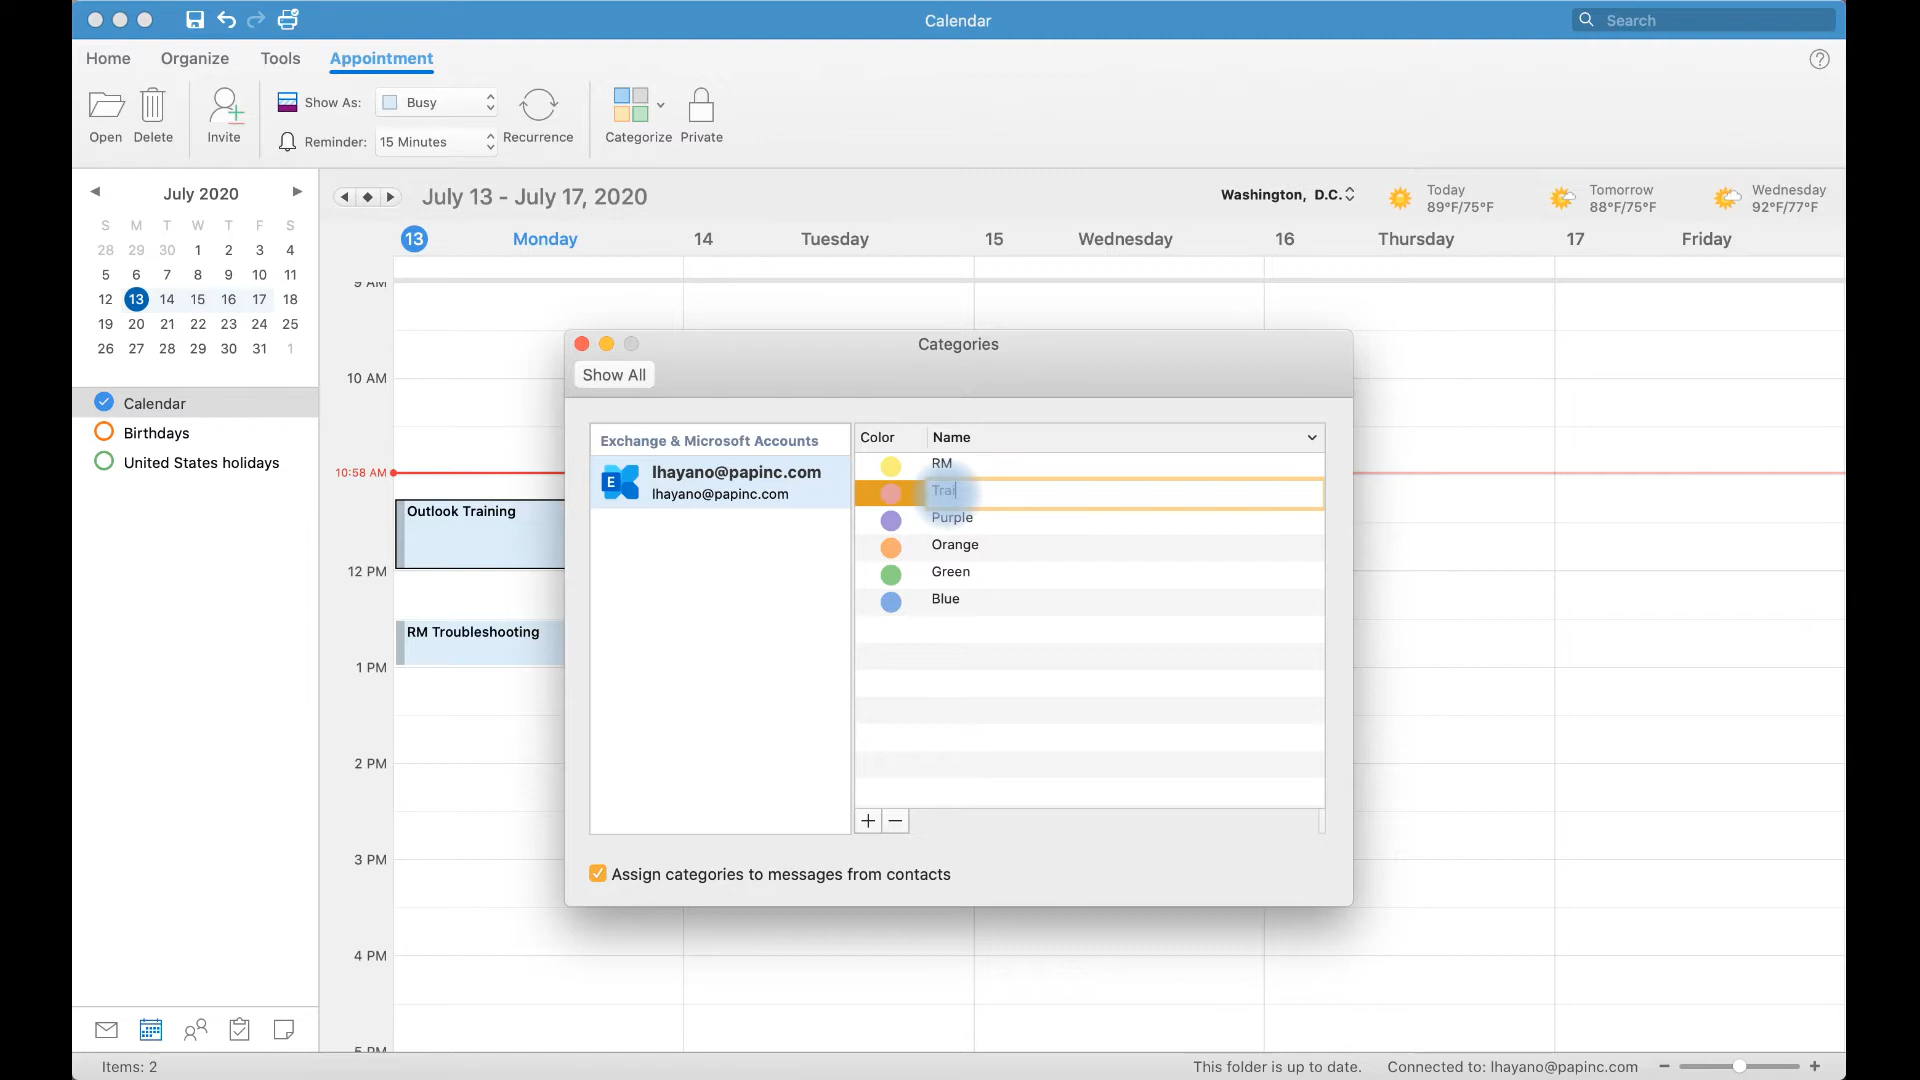 Calendar
Search
Home Organize Tools Appointment
Open Delete Invite Show As: Busy Reminder: 15 Minutes Recurrence Categorize Private
July 2020
S M T W T F S
28 29 30 1 2 3 4
5 6 7 8 9 10 11
12 13 14 15 16 17 18
19 20 21 22 23 24 25
26 27 28 29 30 31 1
Calendar
Birthdays
United States holidays
July 13 - July 17, 2020
Washington, D.C.
Today
89°F/75°F
Tomorrow
88°F/75°F
Wednesday
92°F/77°F
13 Monday 14 Tuesday 15 Wednesday 16 Thursday 17 Friday
9 AM
10 AM
10:58 AM
Outlook Training
12 PM
RM Troubleshooting
1 PM
2 PM
3 PM
4 PM
5 PM
Categories
Show All
Exchange & Microsoft Accounts
E
lhayano@papinc.com
lhayano@papinc.com
Color Name
RM
Trai
Purple
Orange
Green
Blue
Assign categories to messages from contacts
Items: 2
This folder is up to date.
Connected to: lhayano@papinc.com